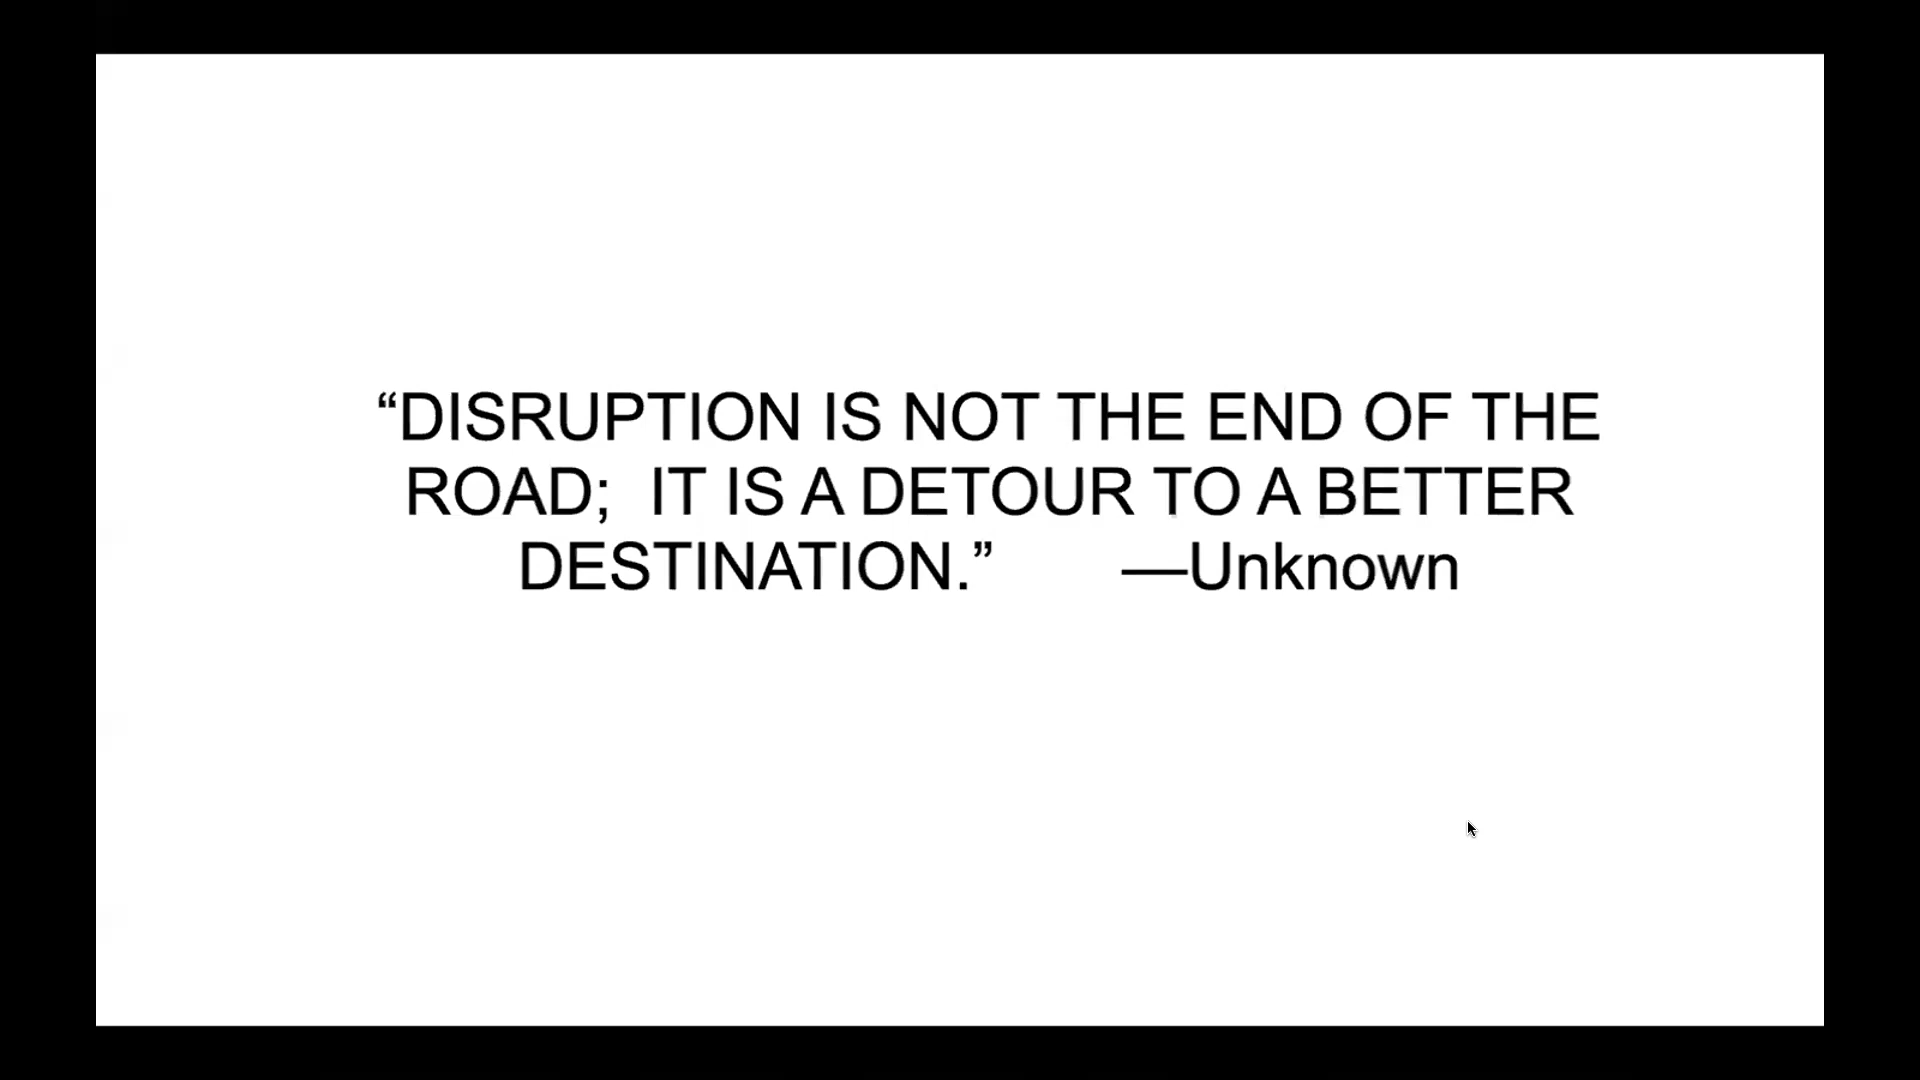 “DISRUPTION IS NOT THE END OF THE
ROAD;  IT IS A DETOUR TO A BETTER
DESTINATION.”      —Unknown